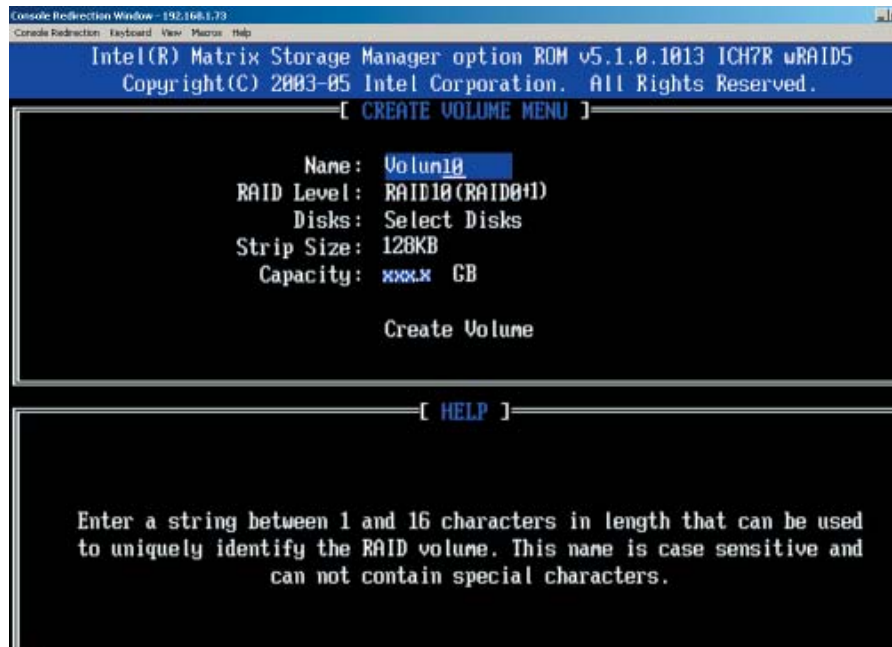 Console Redirection Window - 192.168.1.73
Console Redirection Keyboard View Macros Help
Intel(R) Matrix Storage Manager option ROM v5.1.0.1013 ICH7R wRAID5
Copyright(C) 2003-05 Intel Corporation. All Rights Reserved.
[ CREATE VOLUME MENU ]
Name: Volum10
RAID Level: RAID10(RAID0+1)
Disks: Select Disks
Strip Size: 128KB
Capacity: xxx.x GB
Create Volume
[ HELP ]
Enter a string between 1 and 16 characters in length that can be used
to uniquely identify the RAID volume. This name is case sensitive and
can not contain special characters.